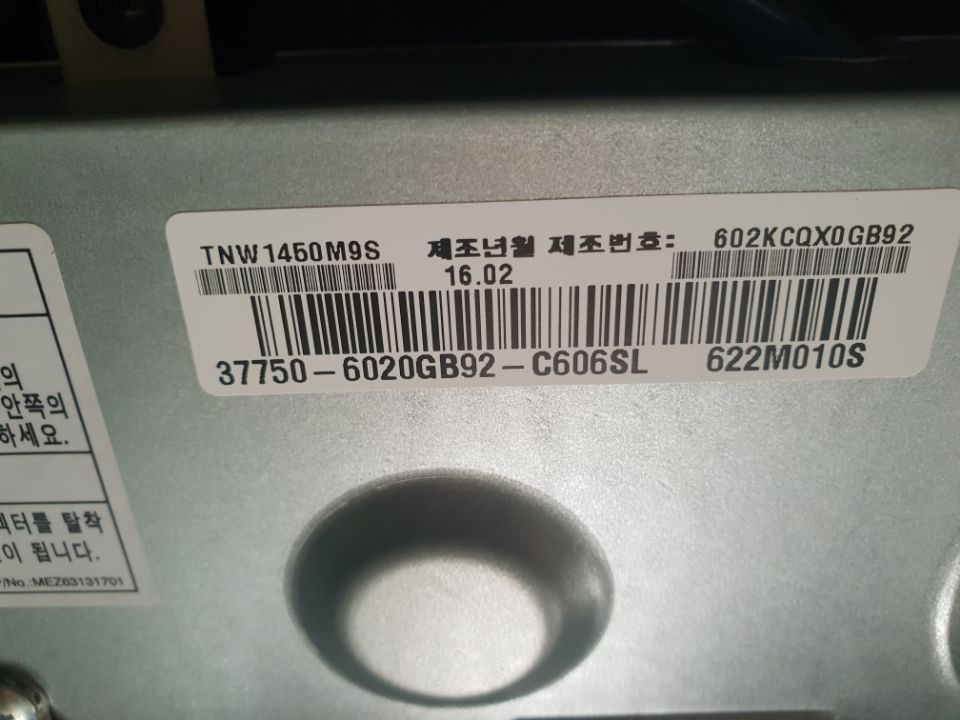 TNW1450M9S 제조년월 제조번호: 602KCQX0GB92
16.02
37750-6020GB92-C606SL 622M010S
의
안쪽의
하세요.
터를 탈착
이 됩니다.
P/No.:MEZ63131701